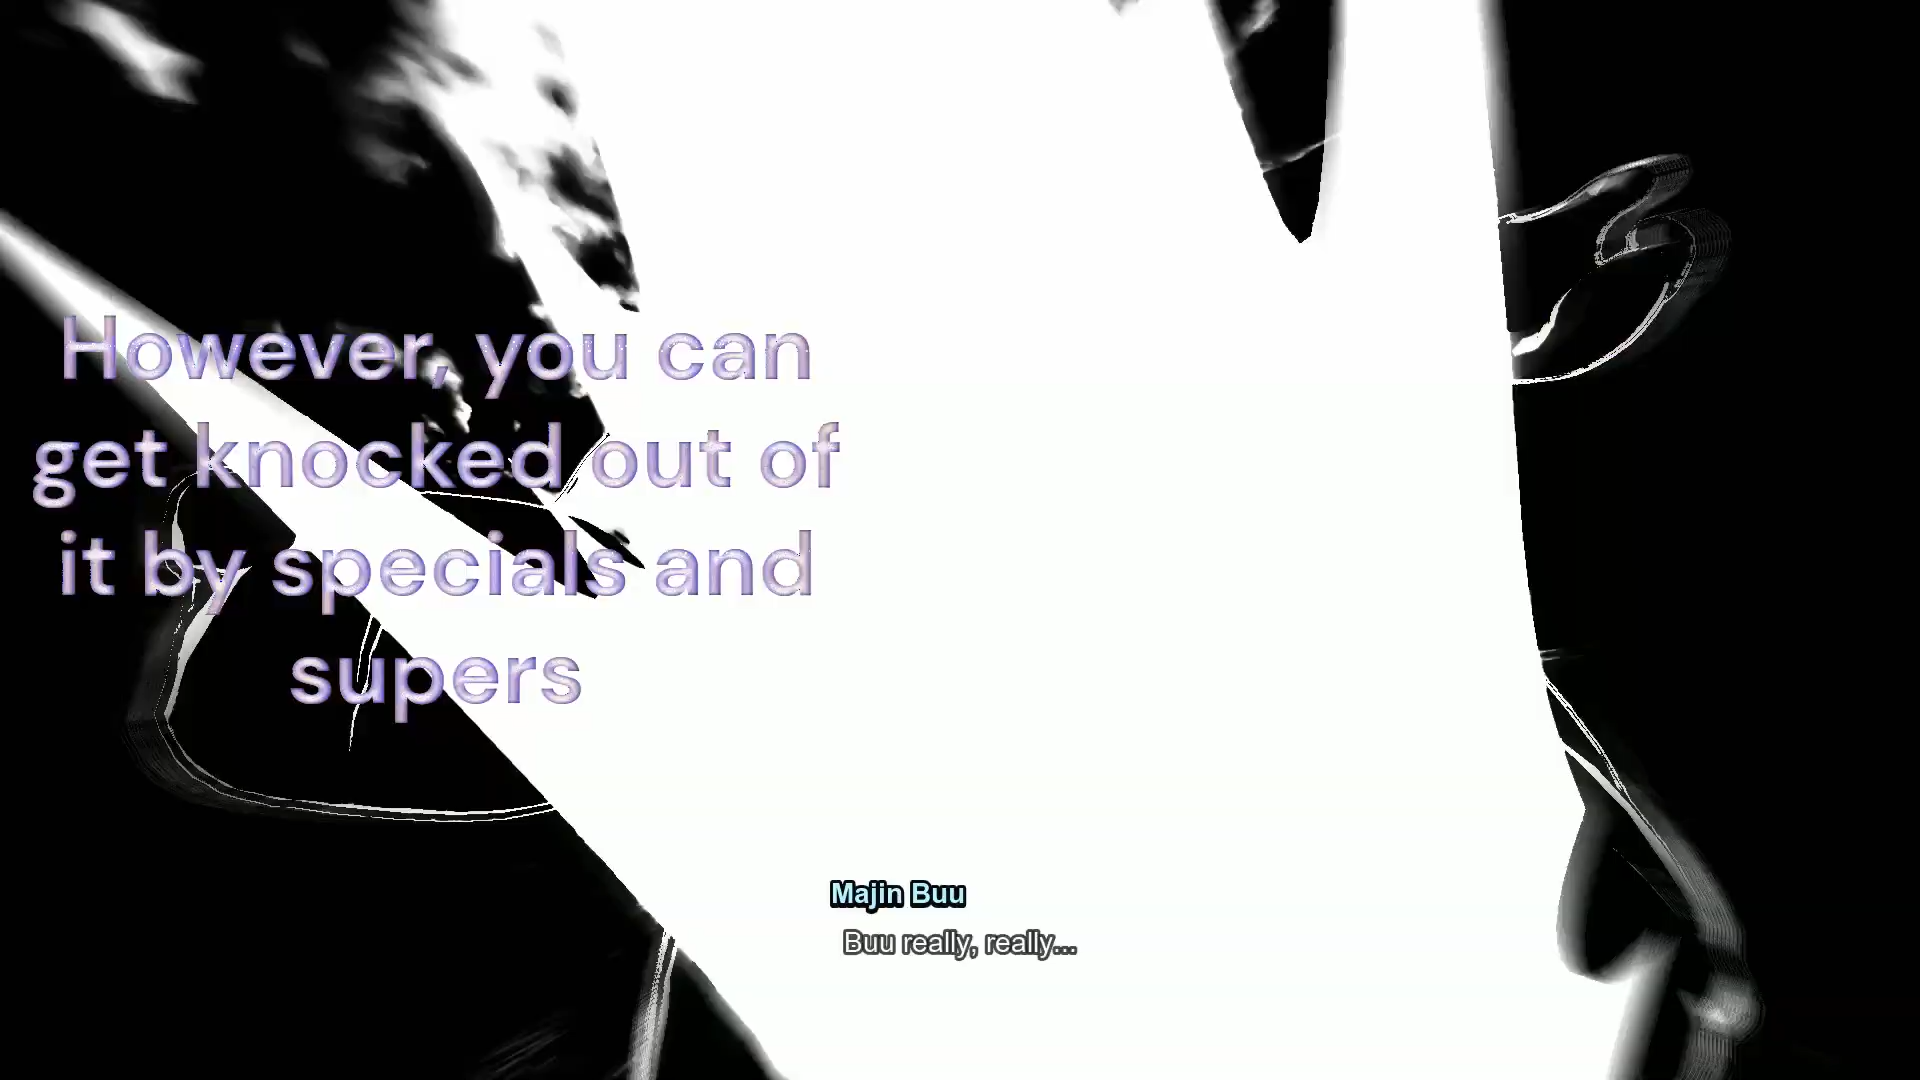 However, you can
get knocked out of
it by specials and
supers
Majin Buu
Buu really, really...